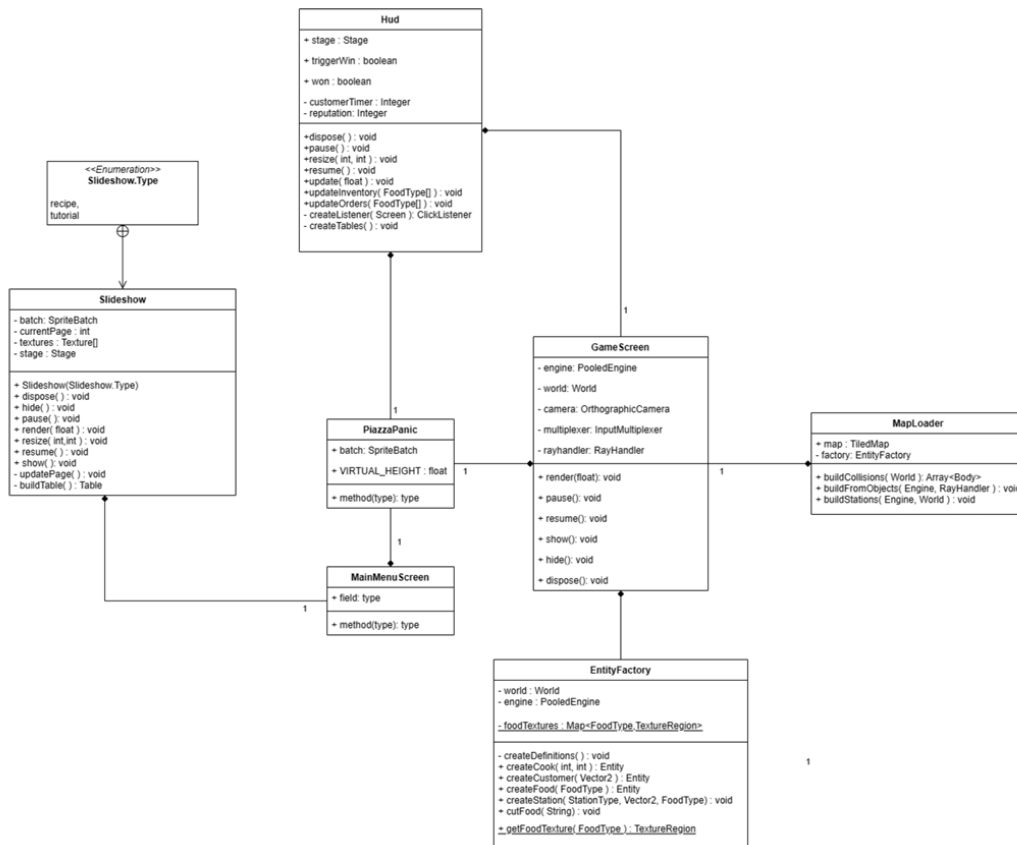 Hud
+ stage : Stage
+ triggerWin : boolean
+ won : boolean
- customerTimer : Integer
- reputation: Integer
+dispose( ) : void
+pause( ) : void
+resize( int, int ) : void
+resume( ) : void
+update( float ) : void
+updateInventory( FoodType[] ) : void
+updateOrders( FoodType[] ) : void
- createListener( Screen ): ClickListener
- createTables( ) : void
<<Enumeration>>
Slideshow.Type
recipe,
tutorial
Slideshow
- batch: SpriteBatch
- currentPage : int
- textures : Texture[]
- stage : Stage
+ Slideshow(Slideshow.Type)
+ dispose( ) : void
+ hide( ) : void
+ pause( ): void
+ render( float ) : void
+ resize( int,int ) : void
+ resume( ) : void
+ show( ): void
- updatePage( ) : void
- buildTable( ) : Table
1
1
GameScreen
- engine: PooledEngine
- world: World
- camera: OrthographicCamera
- multiplexer: InputMultiplexer
- rayhandler: RayHandler
+ render(float): void
+ pause(): void
+ resume(): void
+ show(): void
+ hide(): void
+ dispose(): void
PiazzaPanic
+ batch: SpriteBatch
+ VIRTUAL_HEIGHT : float
+ method(type): type
1
1
MapLoader
+ map : TiledMap
- factory: EntityFactory
+ buildCollisions( World ): Array<Body>
+ buildFromObjects( Engine, RayHandler ) : void
+ buildStations( Engine, World ) : void
1
MainMenuScreen
+ field: type
+ method(type): type
1
EntityFactory
- world : World
- engine : PooledEngine
- foodTextures : Map<FoodType,TextureRegion>
- createDefinitions( ) : void
+ createCook( int, int ) : Entity
+ createCustomer( Vector2 ) : Entity
+ createFood( FoodType ) : Entity
+ createStation( StationType, Vector2, FoodType) : void
+ cutFood( String) : void
+ getFoodTexture( FoodType ) : TextureRegion
1